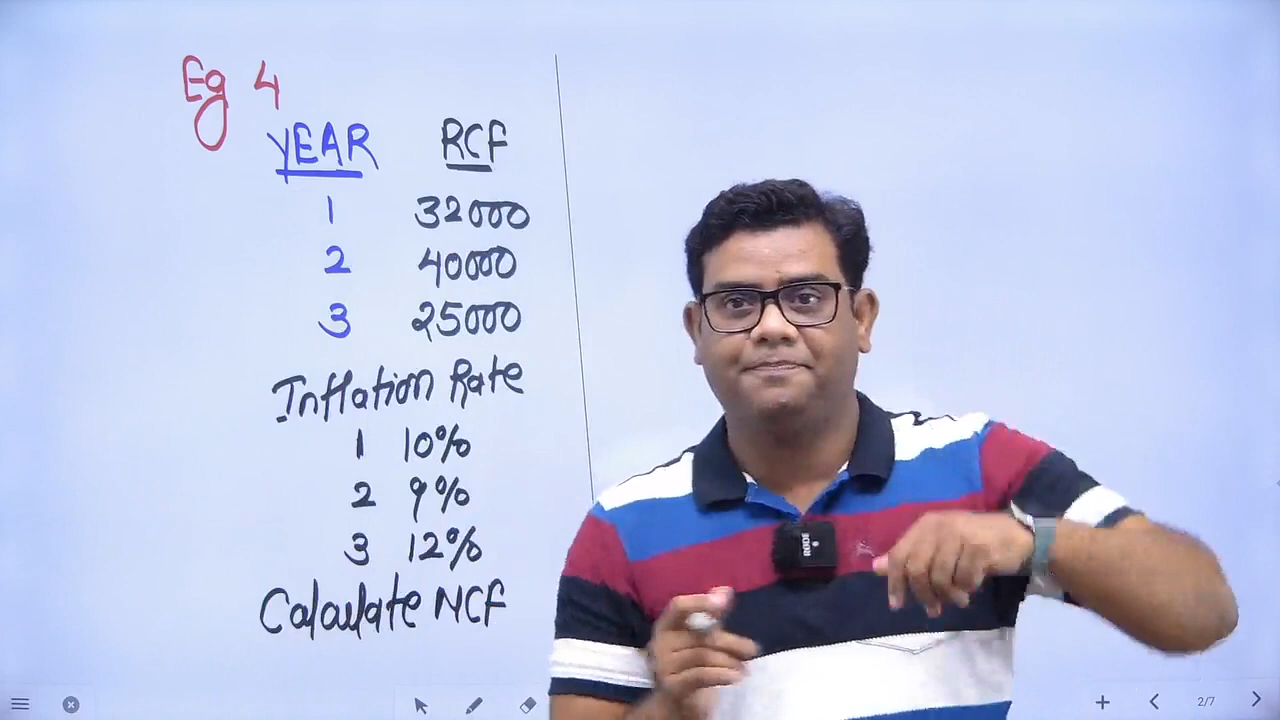 Eg 4
YEAR RCF
1 32000
2 40000
3 25000
Inflation Rate
1 10%
2 9%
3 12%
Calculate NCF
RODE
2/7